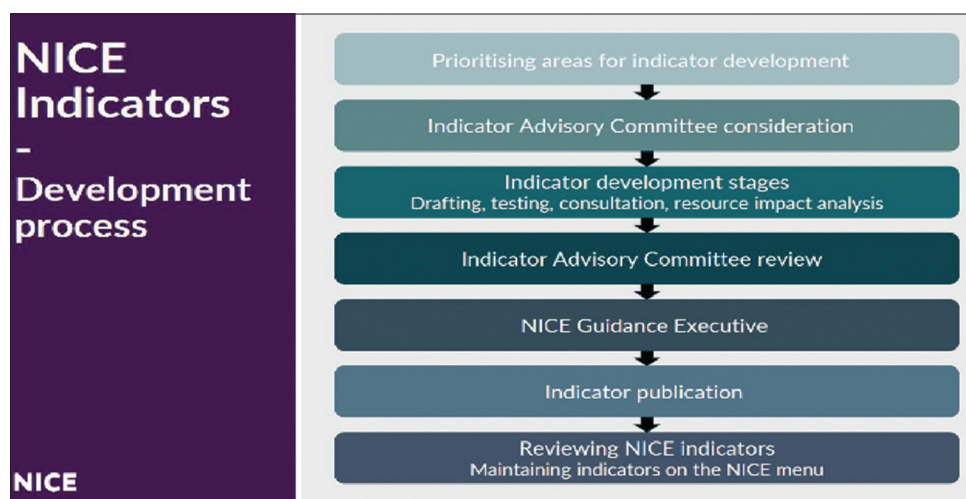 NICE
Indicators
-
Development
process
NICE
Prioritising areas for indicator development
Indicator Advisory Committee consideration
Indicator development stages
Drafting, testing, consultation, resource impact analysis
Indicator Advisory Committee review
NICE Guidance Executive
Indicator publication
Reviewing NICE indicators
Maintaining indicators on the NICE menu